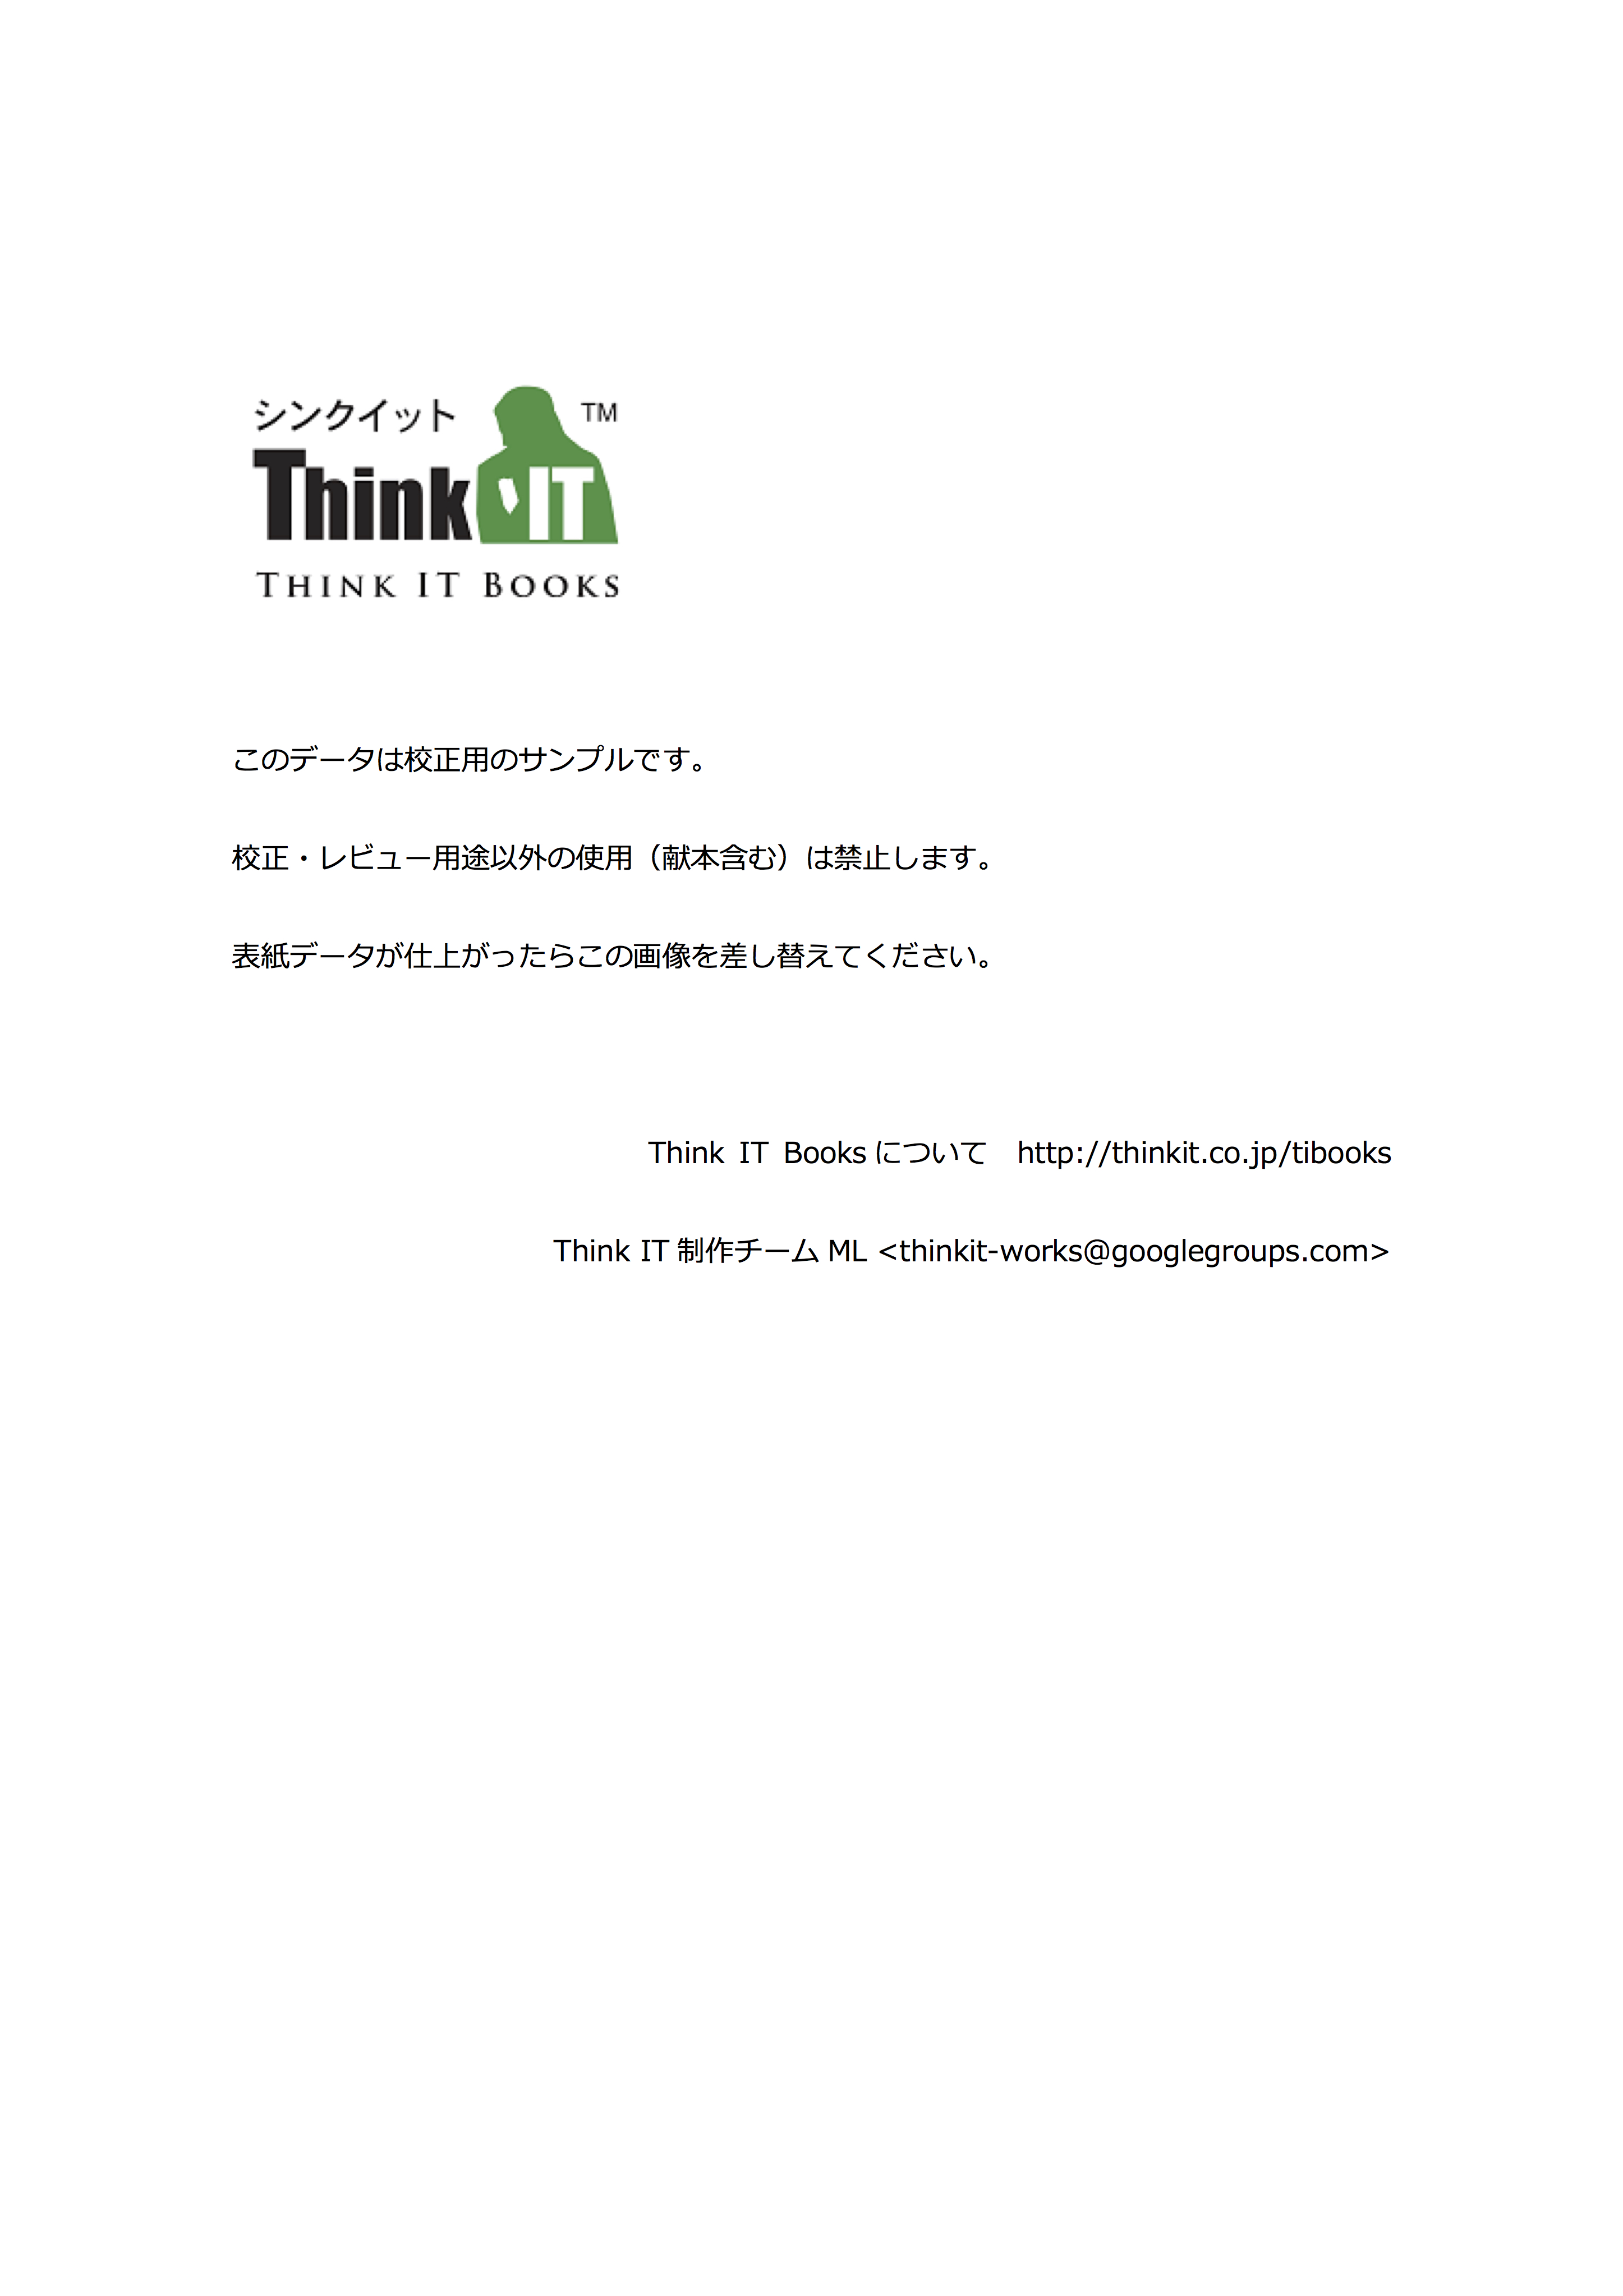 シンクイット
TM
Think IT
THINK IT BOOKS
このデータは校正用のサンプルです。
校正・レビュー用途以外の使用（献本含む）は禁止します。
表紙データが仕上がったらこの画像を差し替えてください。
Think IT Books について　http://thinkit.co.jp/tibooks
Think IT 制作チーム ML <thinkit-works@googlegroups.com>